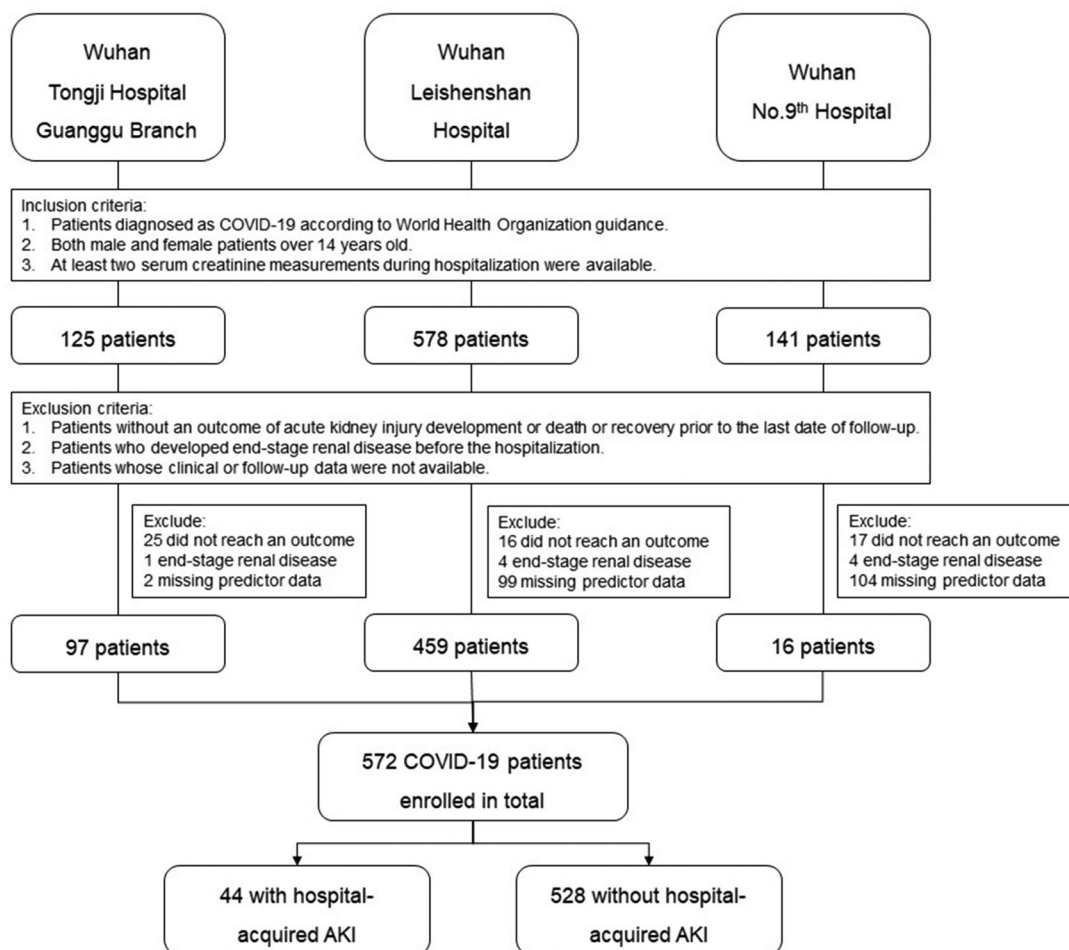 Wuhan
Tongji Hospital
Guanggu Branch
Wuhan
Leishenshan
Hospital
Wuhan
No.9th Hospital
Inclusion criteria:
1. Patients diagnosed as COVID-19 according to World Health Organization guidance.
2. Both male and female patients over 14 years old.
3. At least two serum creatinine measurements during hospitalization were available.
125 patients
578 patients
141 patients
Exclusion criteria:
1. Patients without an outcome of acute kidney injury development or death or recovery prior to the last date of follow-up.
2. Patients who developed end-stage renal disease before the hospitalization.
3. Patients whose clinical or follow-up data were not available.
Exclude:
25 did not reach an outcome
1 end-stage renal disease
2 missing predictor data
Exclude:
16 did not reach an outcome
4 end-stage renal disease
99 missing predictor data
Exclude:
17 did not reach an outcome
4 end-stage renal disease
104 missing predictor data
97 patients
459 patients
16 patients
572 COVID-19 patients
enrolled in total
44 with hospital-
acquired AKI
528 without hospital-
acquired AKI